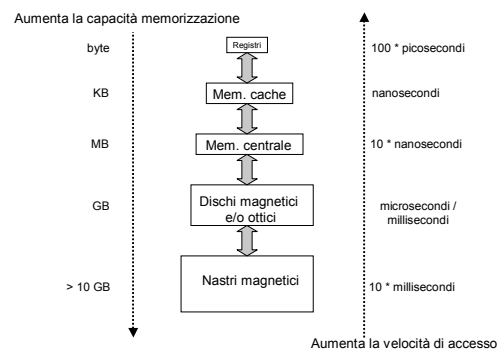 Aumenta la capacità memorizzazione
byte
Registri
100 * picosecondi
KB
Mem. cache
nanosecondi
MB
Mem. centrale
10 * nanosecondi
GB
Dischi magnetici
e/o ottici
microsecondi /
millisecondi
> 10 GB
Nastri magnetici
10 * millisecondi
Aumenta la velocità di accesso